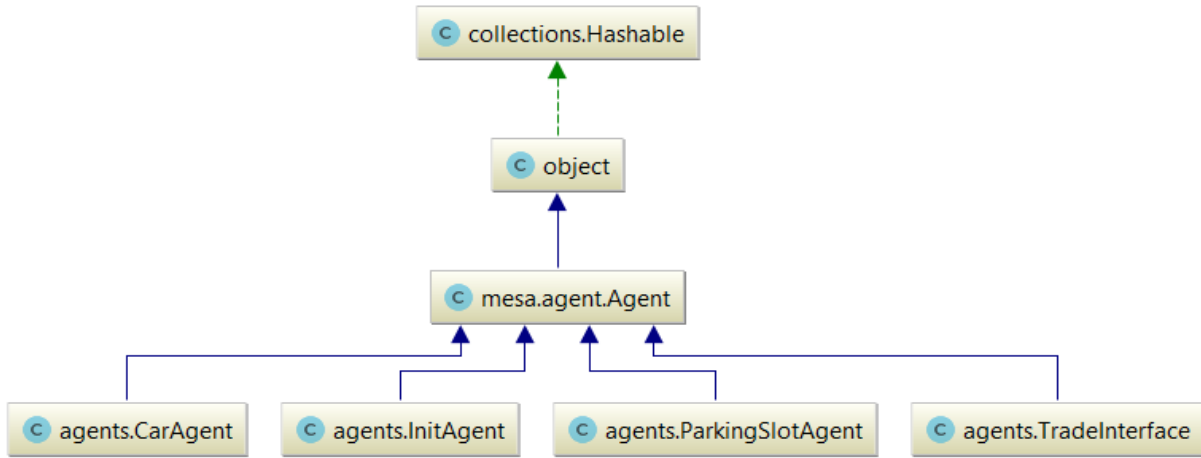 C collections.Hashable
C object
C mesa.agent.Agent
C agents.CarAgent C agents.InitAgent C agents.ParkingSlotAgent C agents.TradeInterface